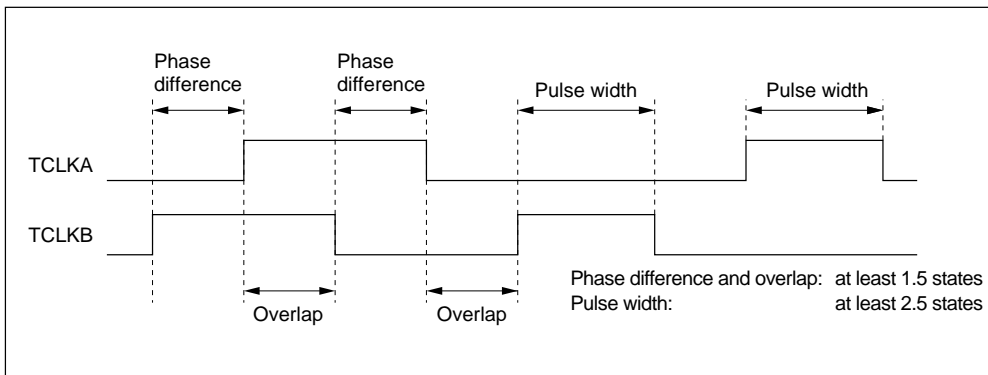 Phase
difference
Phase
difference
Pulse width
Pulse width
TCLKA
TCLKB
Overlap
Overlap
Phase difference and overlap: at least 1.5 states
Pulse width: at least 2.5 states